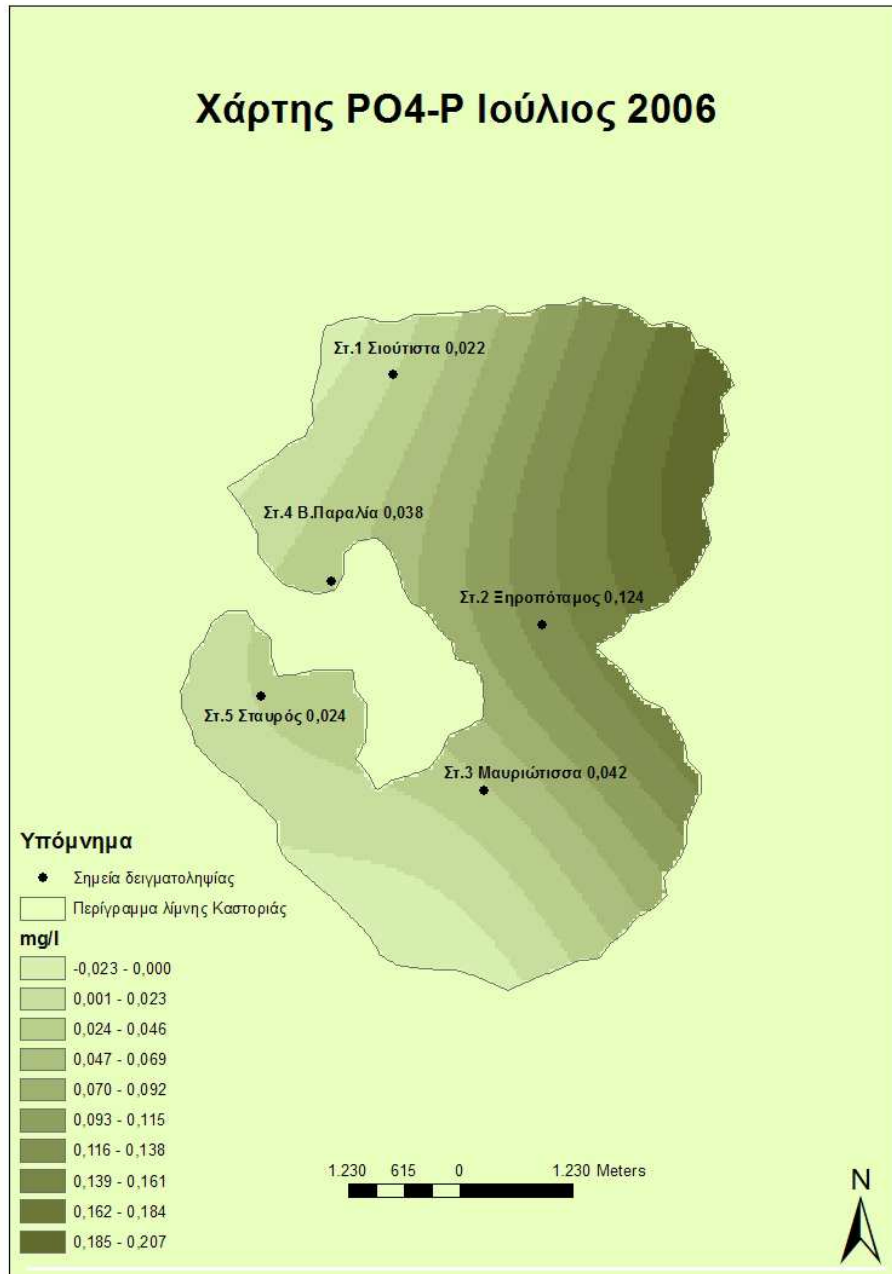 Χάρτης PO4-P Ιούλιος 2006
Στ.1 Σιούτιστα 0,022
Στ.4 Β.Παραλία 0,038
Στ.2 Ξηροπόταμος 0,124
Στ.5 Σταυρός 0,024
Στ.3 Μαυριώτισσα 0,042
Υπόμνημα
Σημεία δειγματοληψίας
Περίγραμμα λίμνης Καστοριάς
mg/l
-0,023 - 0,000
0,001 - 0,023
0,024 - 0,046
0,047 - 0,069
0,070 - 0,092
0,093 - 0,115
0,116 - 0,138
0,139 - 0,161
0,162 - 0,184
0,185 - 0,207
1.230 615 0 1.230 Meters
N